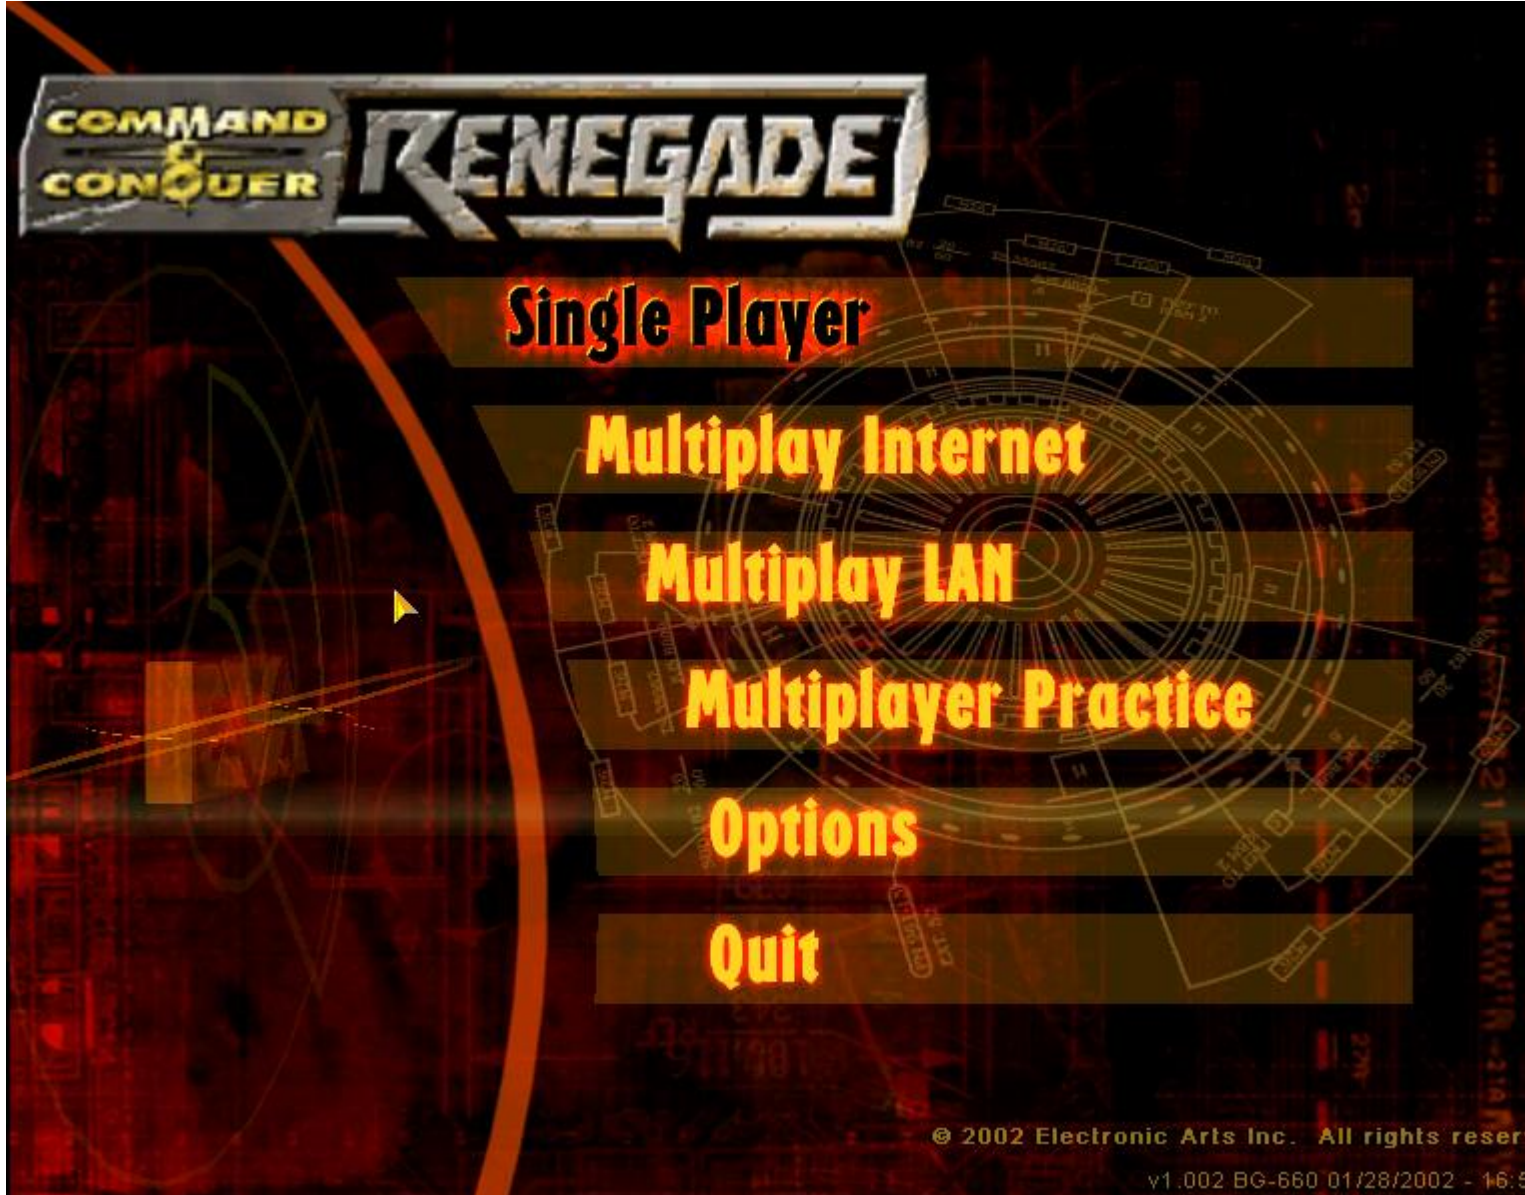 COMMAND
&
CONQUER
RENEGADE
Single Player
Multiplay Internet
Multiplay LAN
Multiplayer Practice
Options
Quit
© 2002 Electronic Arts Inc. All rights reser
v1.002 BG-660 01/28/2002 - 16:5